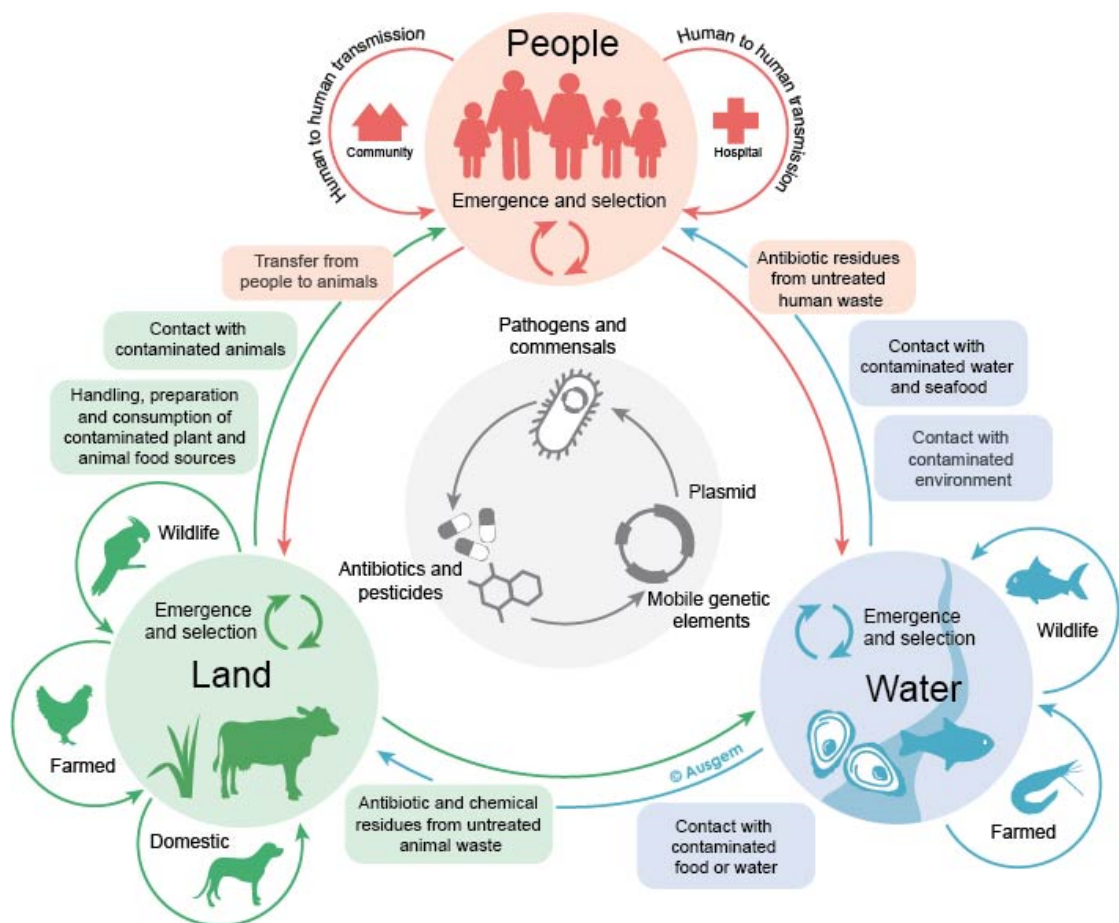 People
Human to human transmission
Community
Human to human transmission
Hospital
Emergence and selection
Transfer from
people to animals
Antibiotic residues
from untreated
human waste
Contact with
contaminated animals
Contact with
contaminated water
and seafood
Handling, preparation
and consumption of
contaminated plant and
animal food sources
Contact with
contaminated
environment
Pathogens and
commensals
Plasmid
Mobile genetic
elements
Antibiotics and
pesticides
Wildlife
Emergence
and selection
Land
Farmed
Domestic
Emergence
and selection
Water
Wildlife
Farmed
© Ausgem
Antibiotic and chemical
residues from untreated
animal waste
Contact with
contaminated
food or water